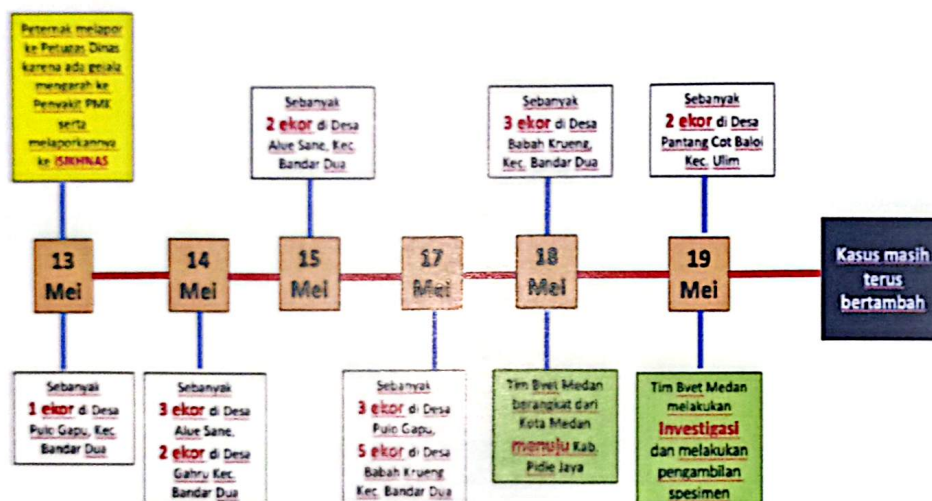 Peternak melapor
ke Petugas Dinas
karena ada gejala
mengarah ke
Penyakit PMK
serta
melaporkannya
ke ISIKHNAS
Sebanyak
2 ekor di Desa
Alue Sane, Kec.
Bandar Dua
Sebanyak
3 ekor di Desa
Babah Krueng,
Kec. Bandar Dua
Sebanyak
2 ekor di Desa
Pantang Cot Baloi
Kec. Ulim
13
Mei
14
Mei
15
Mei
17
Mei
18
Mei
19
Mei
Kasus masih
terus
bertambah
Sebanyak
1 ekor di Desa
Pulo Gapu, Kec.
Bandar Dua
Sebanyak
3 ekor di Desa
Alue Sane,
2 ekor di Desa
Gahru Kec.
Bandar Dua
Sebanyak
3 ekor di Desa
Pulo Gapu,
5 ekor di Desa
Babah Krueng
Kec. Bandar Dua
Tim Bvet Medan
berangkat dari
Kota Medan
menuju Kab.
Pidie Jaya
Tim Bvet Medan
melakukan
Investigasi
dan melakukan
pengambilan
spesimen